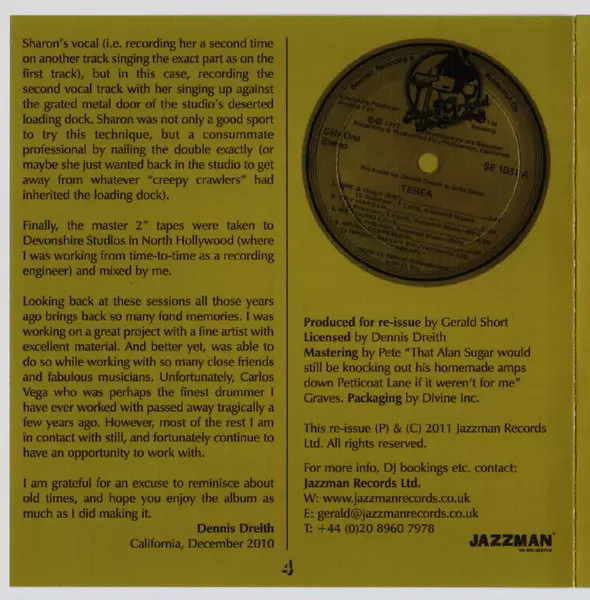 Sharon's vocal (i.e. recording her a second time
on another track singing the exact part as on the
first track), but in this case, recording the
second vocal track with her singing up against
the grated metal door of the studio's deserted
loading dock. Sharon was not only a good sport
to try this technique, but a consummate
professional by nailing the double exactly (or
maybe she just wanted back in the studio to get
away from whatever "creepy crawlers" had
inherited the loading dock).
Finally, the master 2" tapes were taken to
Devonshire Studios in North Hollywood (where
I was working from time-to-time as a recording
engineer) and mixed by me.
Looking back at these sessions all those years
ago brings back so many fond memories. I was
working on a great project with a fine artist with
excellent material. And better yet, was able to
do so while working with so many close friends
and fabulous musicians. Unfortunately, Carlos
Vega who was perhaps the finest drummer I
have ever worked with passed away tragically a
few years ago. However, most of the rest I am
in contact with still, and fortunately continue to
have an opportunity to work with.
I am grateful for an excuse to reminisce about
old times, and hope you enjoy the album as
much as I did making it.
Dennis Dreith
California, December 2010
Side One
Stereo
SE 1031 A
TEREA
Produced for re-issue by Gerald Short
Licensed by Dennis Dreith
Mastering by Pete "That Alan Sugar would
still be knocking out his homemade amps
down Petticoat Lane if it weren't for me"
Graves. Packaging by Divine Inc.
This re-issue (P) & (C) 2011 Jazzman Records
Ltd. All rights reserved.
For more info, DJ bookings etc. contact:
Jazzman Records Ltd.
W: www.jazzmanrecords.co.uk
E: gerald@jazzmanrecords.co.uk
T: +44 (0)20 8960 7978
JAZZMAN
4